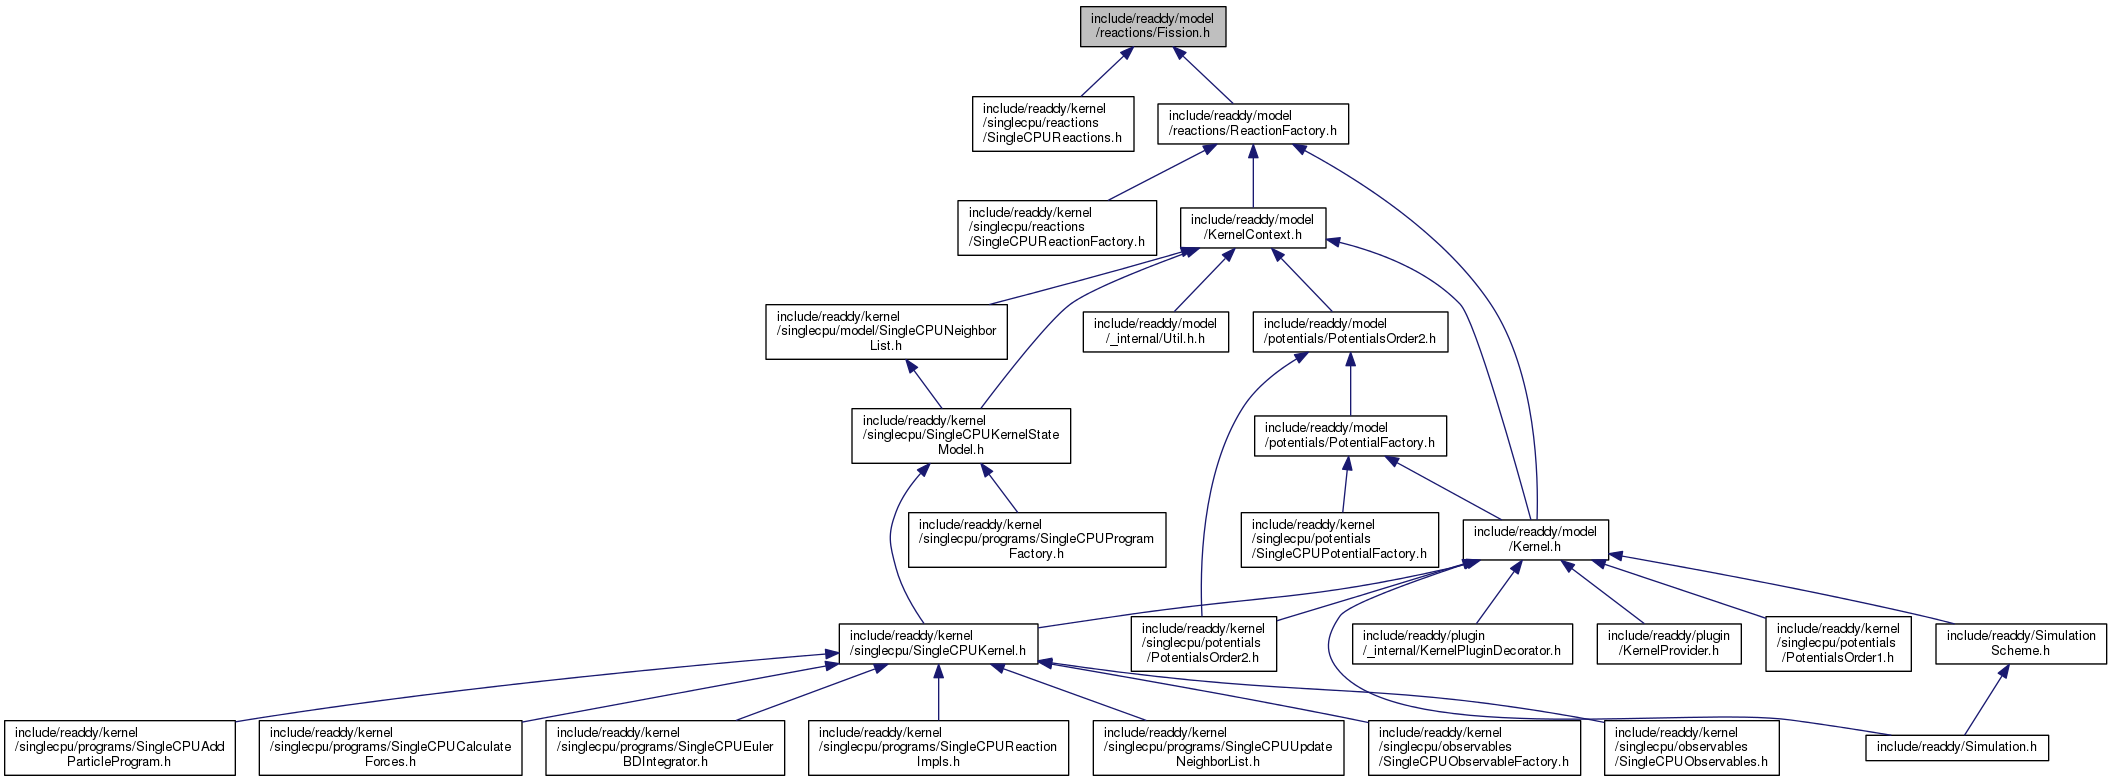 include/readdy/model
/reactions/Fission.h
include/readdy/kernel
/singlecpu/reactions
/SingleCPUReactions.h
include/readdy/model
/reactions/ReactionFactory.h
include/readdy/kernel
/singlecpu/reactions
/SingleCPUReactionFactory.h
include/readdy/model
/KernelContext.h
include/readdy/kernel
/singlecpu/model/SingleCPUNeighbor
List.h
include/readdy/model
/_internal/Util.h.h
include/readdy/model
/potentials/PotentialsOrder2.h
include/readdy/kernel
/singlecpu/SingleCPUKernelState
Model.h
include/readdy/model
/potentials/PotentialFactory.h
include/readdy/kernel
/singlecpu/programs/SingleCPUProgram
Factory.h
include/readdy/kernel
/singlecpu/potentials
/SingleCPUPotentialFactory.h
include/readdy/model
/Kernel.h
include/readdy/kernel
/singlecpu/SingleCPUKernel.h
include/readdy/kernel
/singlecpu/potentials
/PotentialsOrder2.h
include/readdy/plugin
/_internal/KernelPluginDecorator.h
include/readdy/plugin
/KernelProvider.h
include/readdy/kernel
/singlecpu/potentials
/PotentialsOrder1.h
include/readdy/Simulation
Scheme.h
include/readdy/kernel
/singlecpu/programs/SingleCPUAdd
ParticleProgram.h
include/readdy/kernel
/singlecpu/programs/SingleCPUCalculate
Forces.h
include/readdy/kernel
/singlecpu/programs/SingleCPUEuler
BDIntegrator.h
include/readdy/kernel
/singlecpu/programs/SingleCPUReaction
Impls.h
include/readdy/kernel
/singlecpu/programs/SingleCPUUpdate
NeighborList.h
include/readdy/kernel
/singlecpu/observables
/SingleCPUObservableFactory.h
include/readdy/kernel
/singlecpu/observables
/SingleCPUObservables.h
include/readdy/Simulation.h